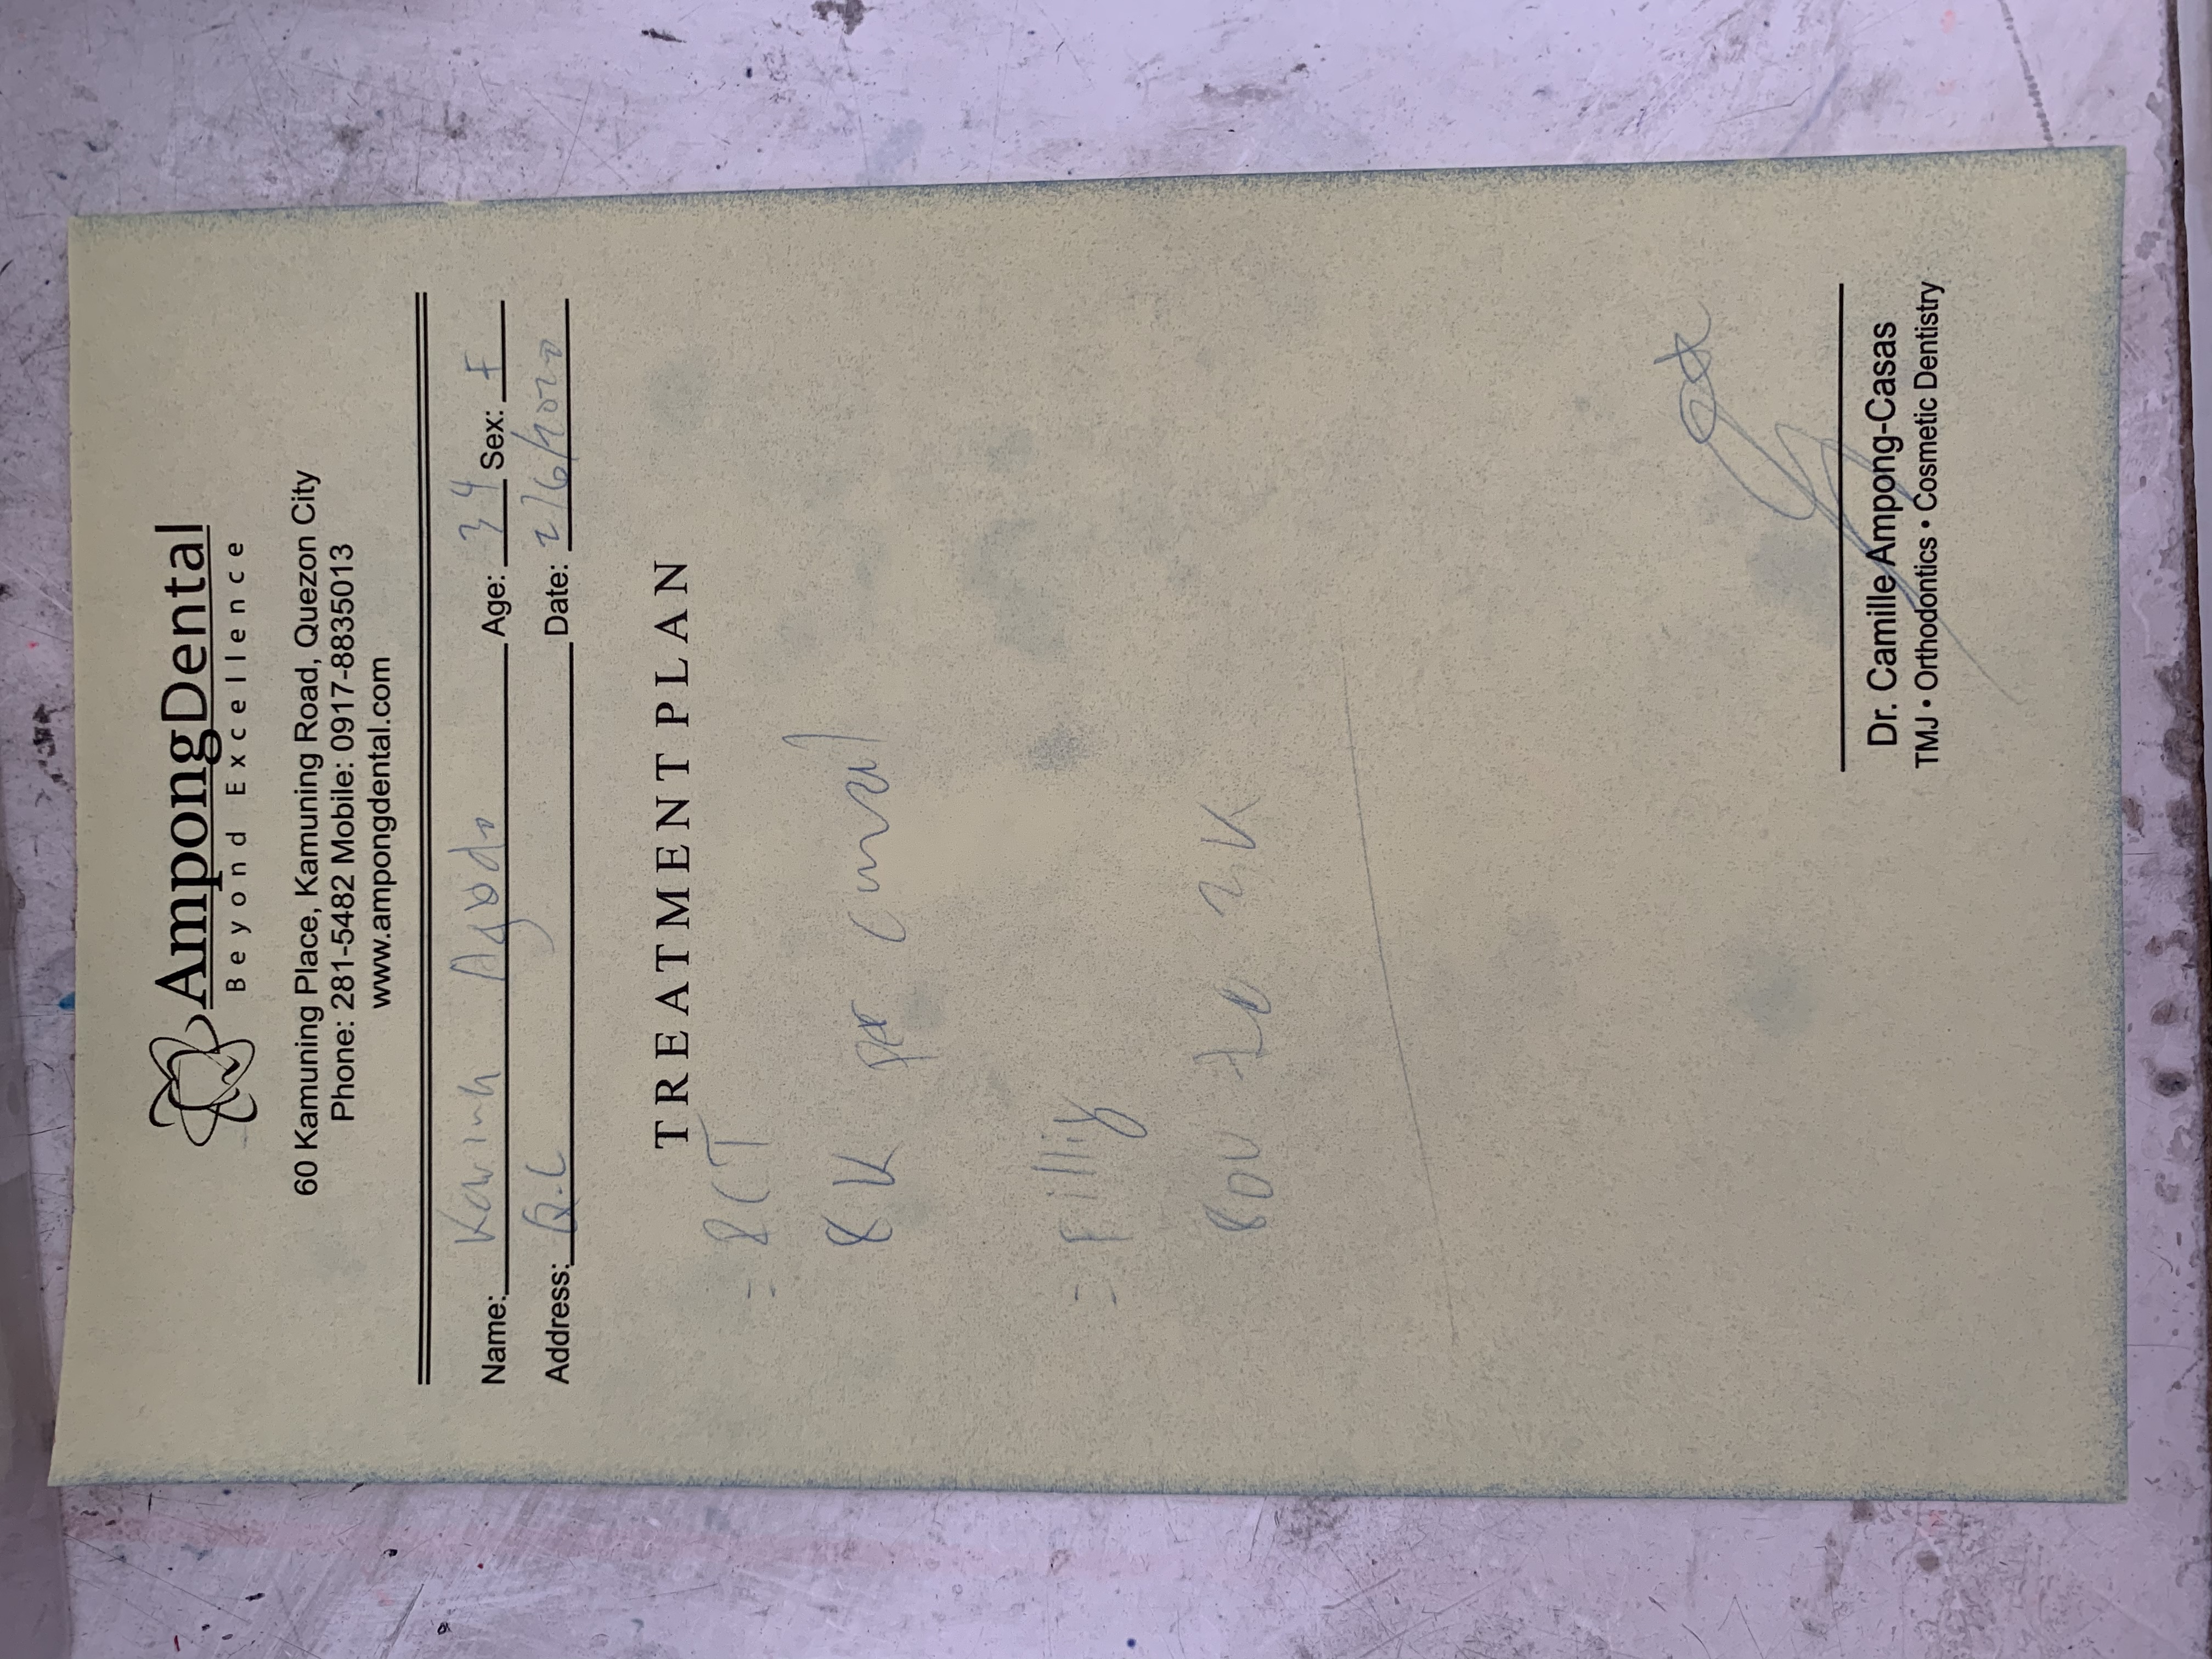 AmpongDental
Beyond Excellence
60 Kamuning Place, Kamuning Road, Quezon City
Phone: 281-5482 Mobile: 0917-8835013
www.ampongdental.com
Name: Age: 34 Sex: F
Address: Q.C Date: 2/6/2020
TREATMENT PLAN
= RCT
8K per canal
= Filling
800 to 3K
Dr. Camille Ampong-Casas
TMJ • Orthodontics • Cosmetic Dentistry